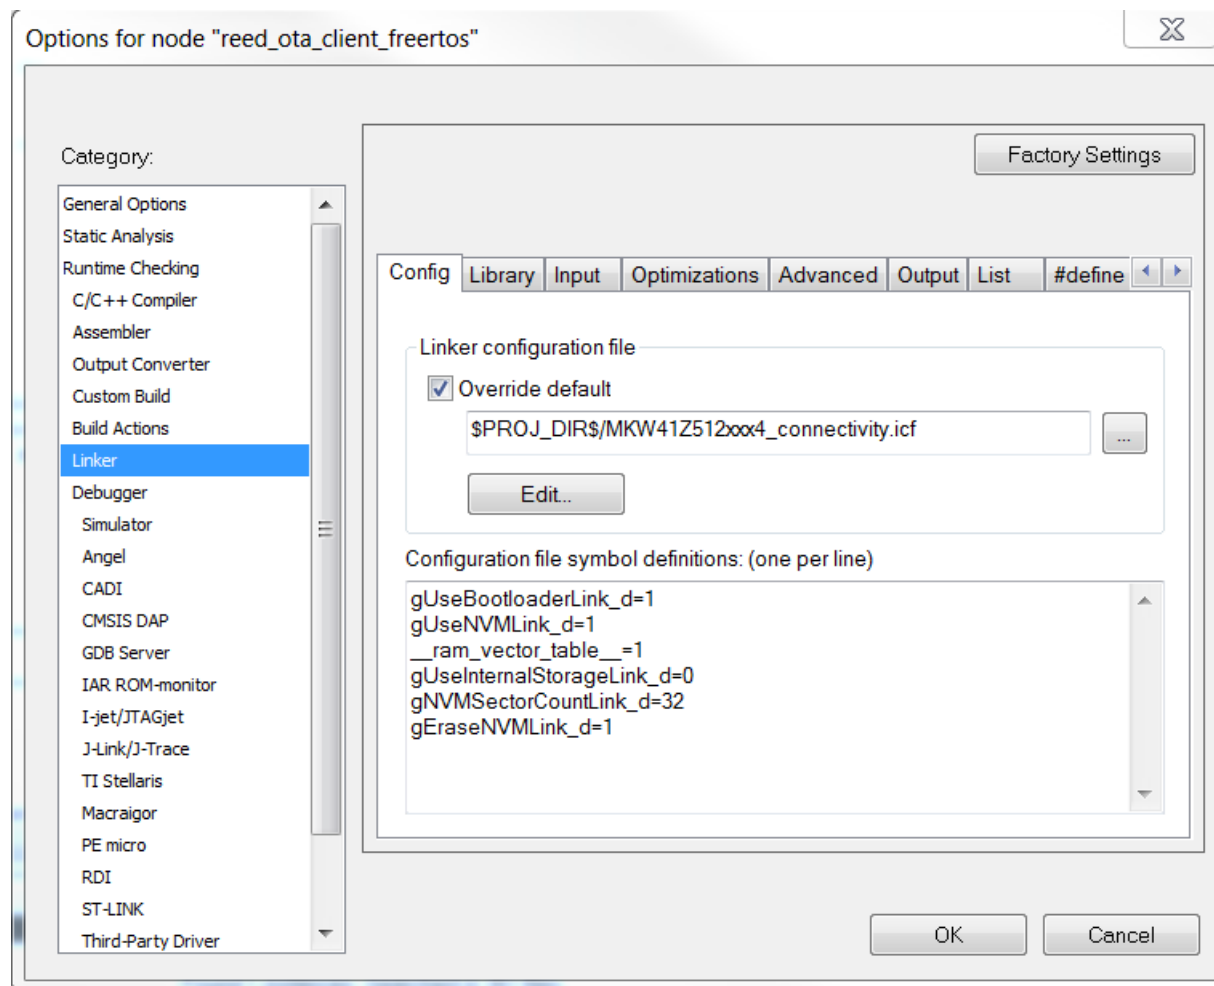 Options for node "reed_ota_client_freertos"
Category:
Factory Settings
General Options
Static Analysis
Runtime Checking
C/C++ Compiler
Assembler
Output Converter
Custom Build
Build Actions
Linker
Debugger
Simulator
Angel
CADI
CMSIS DAP
GDB Server
IAR ROM-monitor
I-jet/JTAGjet
J-Link/J-Trace
TI Stellaris
Macraigor
PE micro
RDI
ST-LINK
Third-Party Driver
Config Library Input Optimizations Advanced Output List #define
Linker configuration file
Override default
$PROJ_DIR$/MKW41Z512xxx4_connectivity.icf
...
Edit...
Configuration file symbol definitions: (one per line)
gUseBootloaderLink_d=1
gUseNVMLink_d=1
__ram_vector_table__=1
gUseInternalStorageLink_d=0
gNVMSectorCountLink_d=32
gEraseNVMLink_d=1
OK Cancel